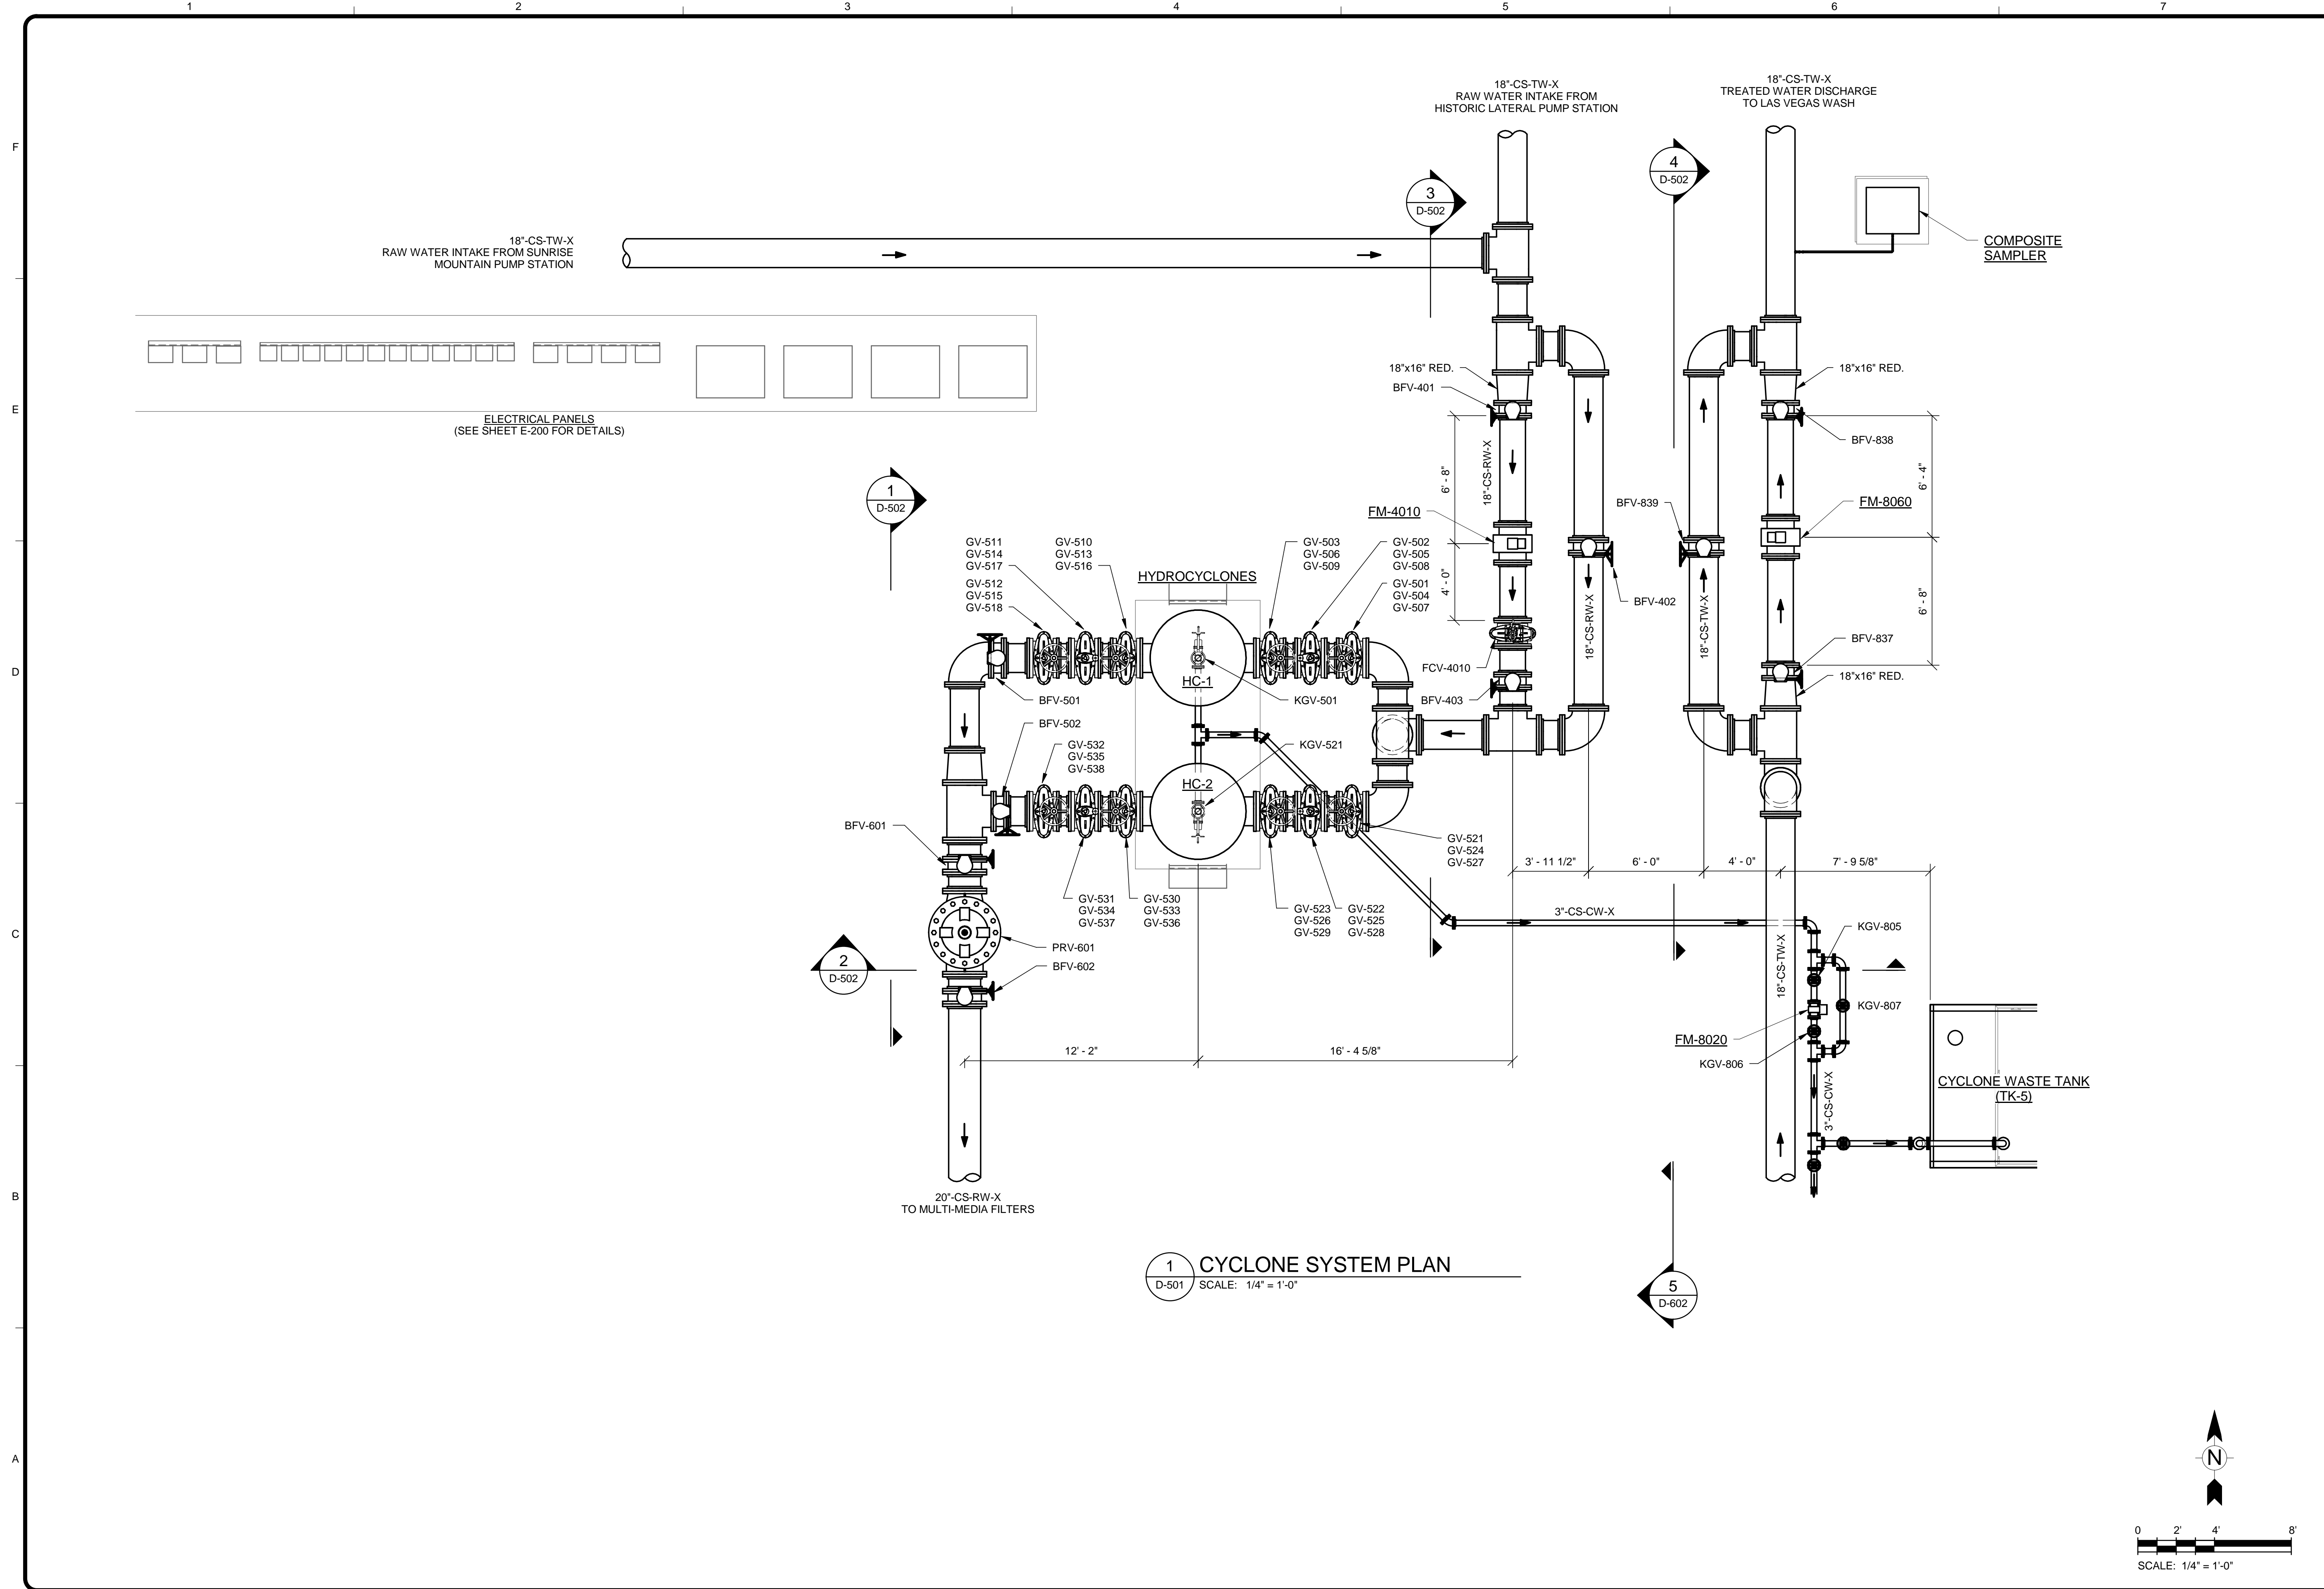 1
2
3
4
5
6
7
F
E
D
C
B
A
18"-CS-TW-X
RAW WATER INTAKE FROM
HISTORIC LATERAL PUMP STATION
18"-CS-TW-X
TREATED WATER DISCHARGE
TO LAS VEGAS WASH
3
D-502
4
D-502
18"-CS-TW-X
RAW WATER INTAKE FROM SUNRISE
MOUNTAIN PUMP STATION
COMPOSITE
SAMPLER
ELECTRICAL PANELS
(SEE SHEET E-200 FOR DETAILS)
18"x16" RED.
BFV-401
18"x16" RED.
BFV-838
6' - 8"
18"-CS-RW-X
6' - 4"
1
D-502
FM-4010
BFV-839
FM-8060
GV-511
GV-514
GV-517
GV-510
GV-513
GV-516
GV-512
GV-515
GV-518
HYDROCYCLONES
GV-503
GV-506
GV-509
GV-502
GV-505
GV-508
GV-501
GV-504
GV-507
4' - 0"
BFV-402
18"-CS-RW-X
18"-CS-TW-X
6' - 8"
BFV-837
18"x16" RED.
FCV-4010
BFV-403
HC-1
BFV-501
KGV-501
BFV-502
GV-532
GV-535
GV-538
KGV-521
HC-2
BFV-601
GV-521
GV-524
GV-527
3' - 11 1/2"
6' - 0"
4' - 0"
7' - 9 5/8"
GV-531
GV-534
GV-537
GV-530
GV-533
GV-536
GV-523
GV-526
GV-529
GV-522
GV-525
GV-528
3"-CS-CW-X
KGV-805
PRV-601
BFV-602
2
D-502
18"-CS-TW-X
KGV-807
FM-8020
KGV-806
12' - 2"
16' - 4 5/8"
CYCLONE WASTE TANK
(TK-5)
3"-CS-CW-X
20"-CS-RW-X
TO MULTI-MEDIA FILTERS
1
D-501
CYCLONE SYSTEM PLAN
SCALE: 1/4" = 1'-0"
5
D-602
N
0 2' 4' 8'
SCALE: 1/4" = 1'-0"